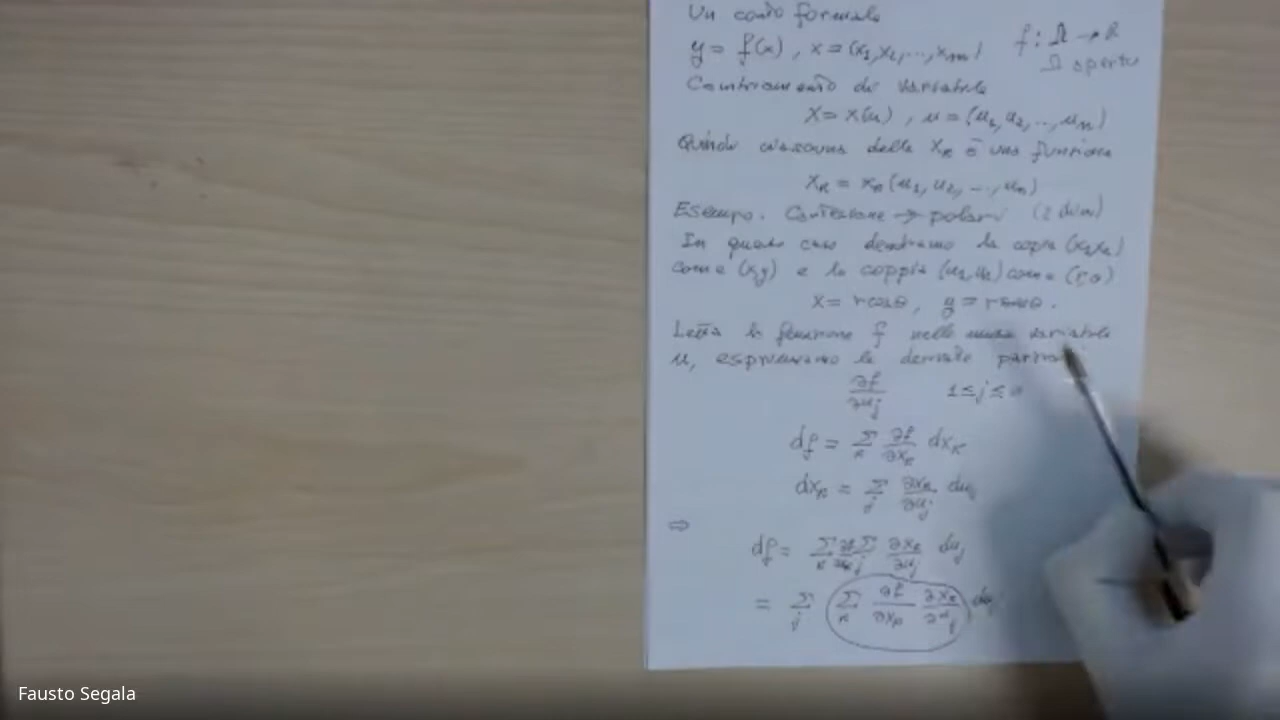 Un conto formale
y = f(x) , x = (x₁, x₂, ..., xₙ)
f : Ω → R
Ω aperto
Cambiamento di variabile
x = x(u) , u = (u₁, u₂, .., uₙ)
Quindi ciascuna delle xₖ è una funzione
xₖ = xₖ(u₁, u₂, ..., uₙ)
Esempio. Cartesiane → polari (2 dim)
In questo caso denotiamo la coppia (x₁,x₂)
come (x,y) e la coppia (u₁,u₂) come (r,θ)
x = r cosθ, y = r senθ.
Letta la funzione f nelle nuove variabili
u, esprimiamo le derivate parziali
∂f/∂uⱼ 1 ≤ j ≤ n
df = Σₖ ∂f/∂xₖ dxₖ
dxₖ = Σⱼ ∂xₖ/∂uⱼ duⱼ
⇒
df = Σₖ ∂f/∂xₖ Σⱼ ∂xₖ/∂uⱼ duⱼ
= Σⱼ Σₖ ∂f/∂xₖ ∂xₖ/∂uⱼ duⱼ
Fausto Segala